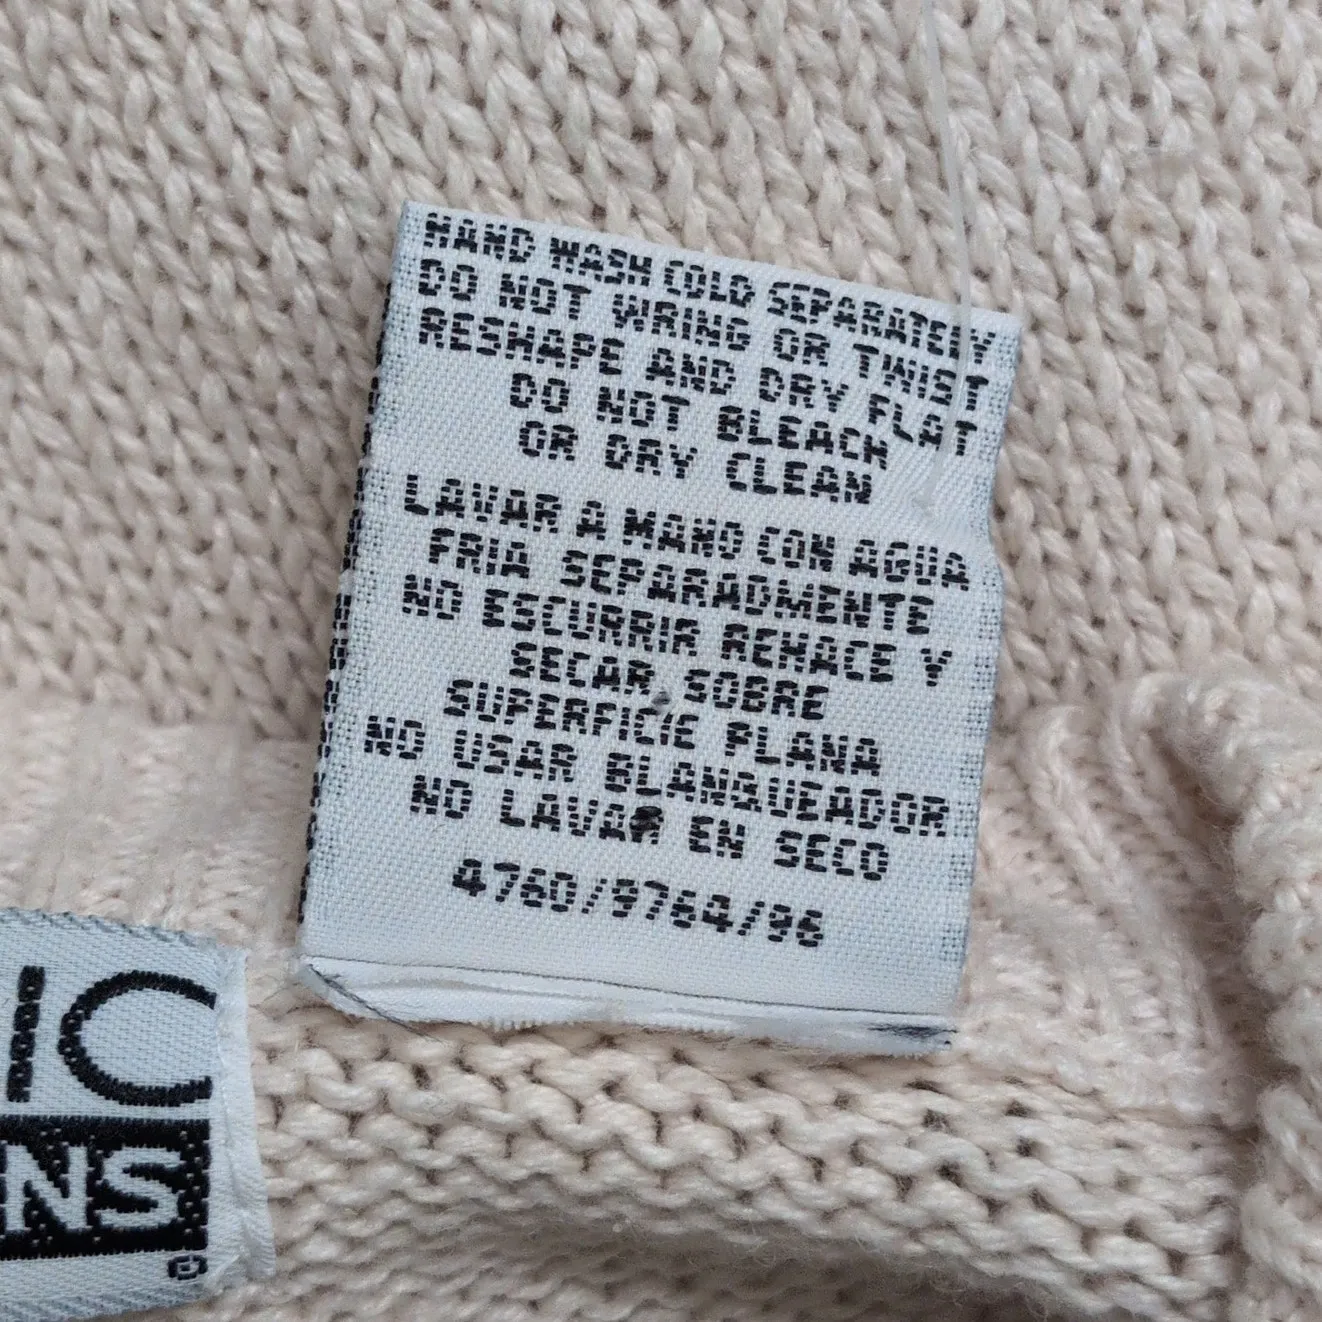 HAND WASH COLD SEPARATELY
DO NOT WRING OR TWIST
RESHAPE AND DRY FLAT
DO NOT BLEACH
OR DRY CLEAN
LAVAR A MANO CON AGUA
FRIA SEPARADMENTE
NO ESCURRIR REHACE Y
SECAR SOBRE
SUPERFICIE PLANA
NO USAR BLANQUEADOR
NO LAVAR EN SECO
4760/9764/96
IC
NS
®